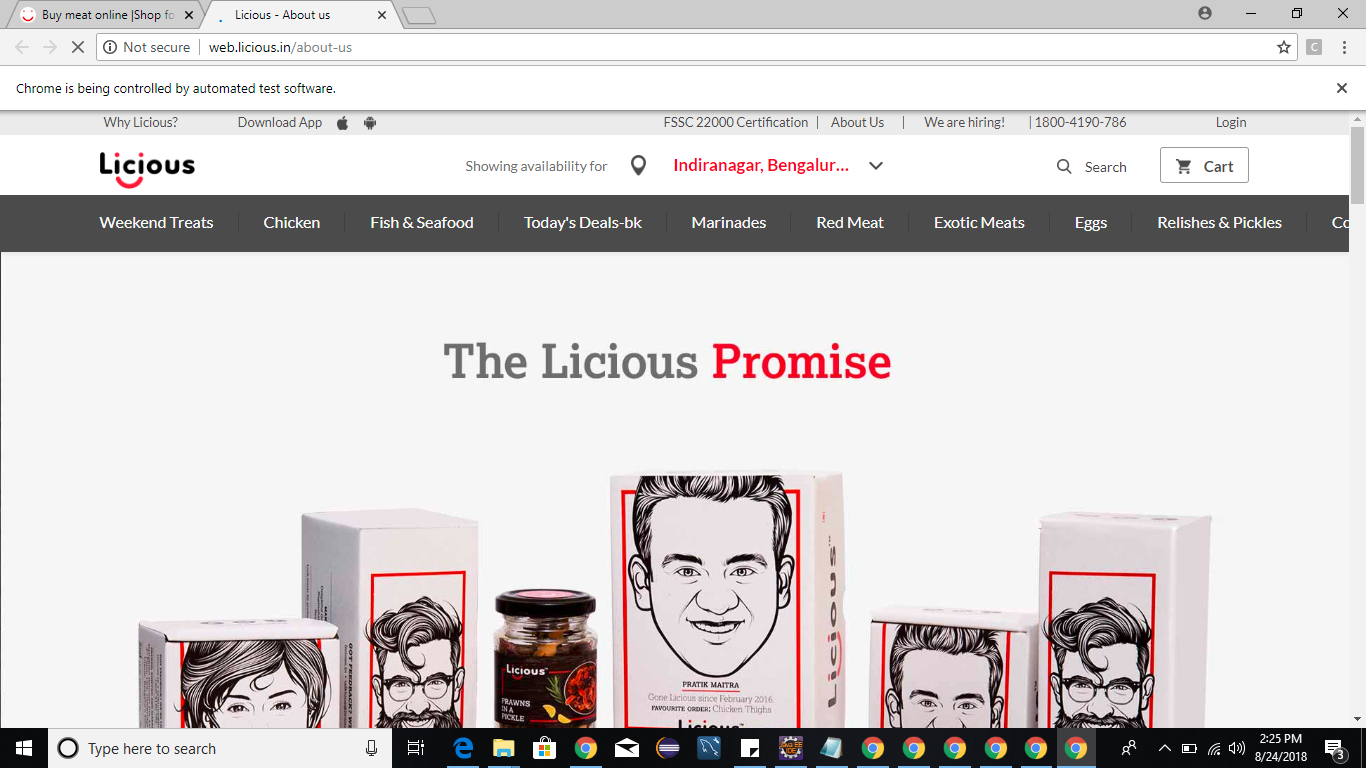 Buy meat online |Shop fo
Licious - About us
Not secure
web.licious.in/about-us
C
Chrome is being controlled by automated test software.
Why Licious?
Download App
FSSC 22000 Certification |
About Us |
We are hiring!
| 1800-4190-786
Login
Licious
Showing availability for
Indiranagar, Bengalur...
Search
Cart
Weekend Treats
Chicken
Fish & Seafood
Today's Deals-bk
Marinades
Red Meat
Exotic Meats
Eggs
Relishes & Pickles
Co
The Licious Promise
Licious
PRAWNS
IN A
PICKLE
PRATIK MAITRA
Gone Licious since February 2016.
FAVOURITE ORDER: Chicken Thighs
Licious
Licious
Type here to search
2:25 PM
8/24/2018
3